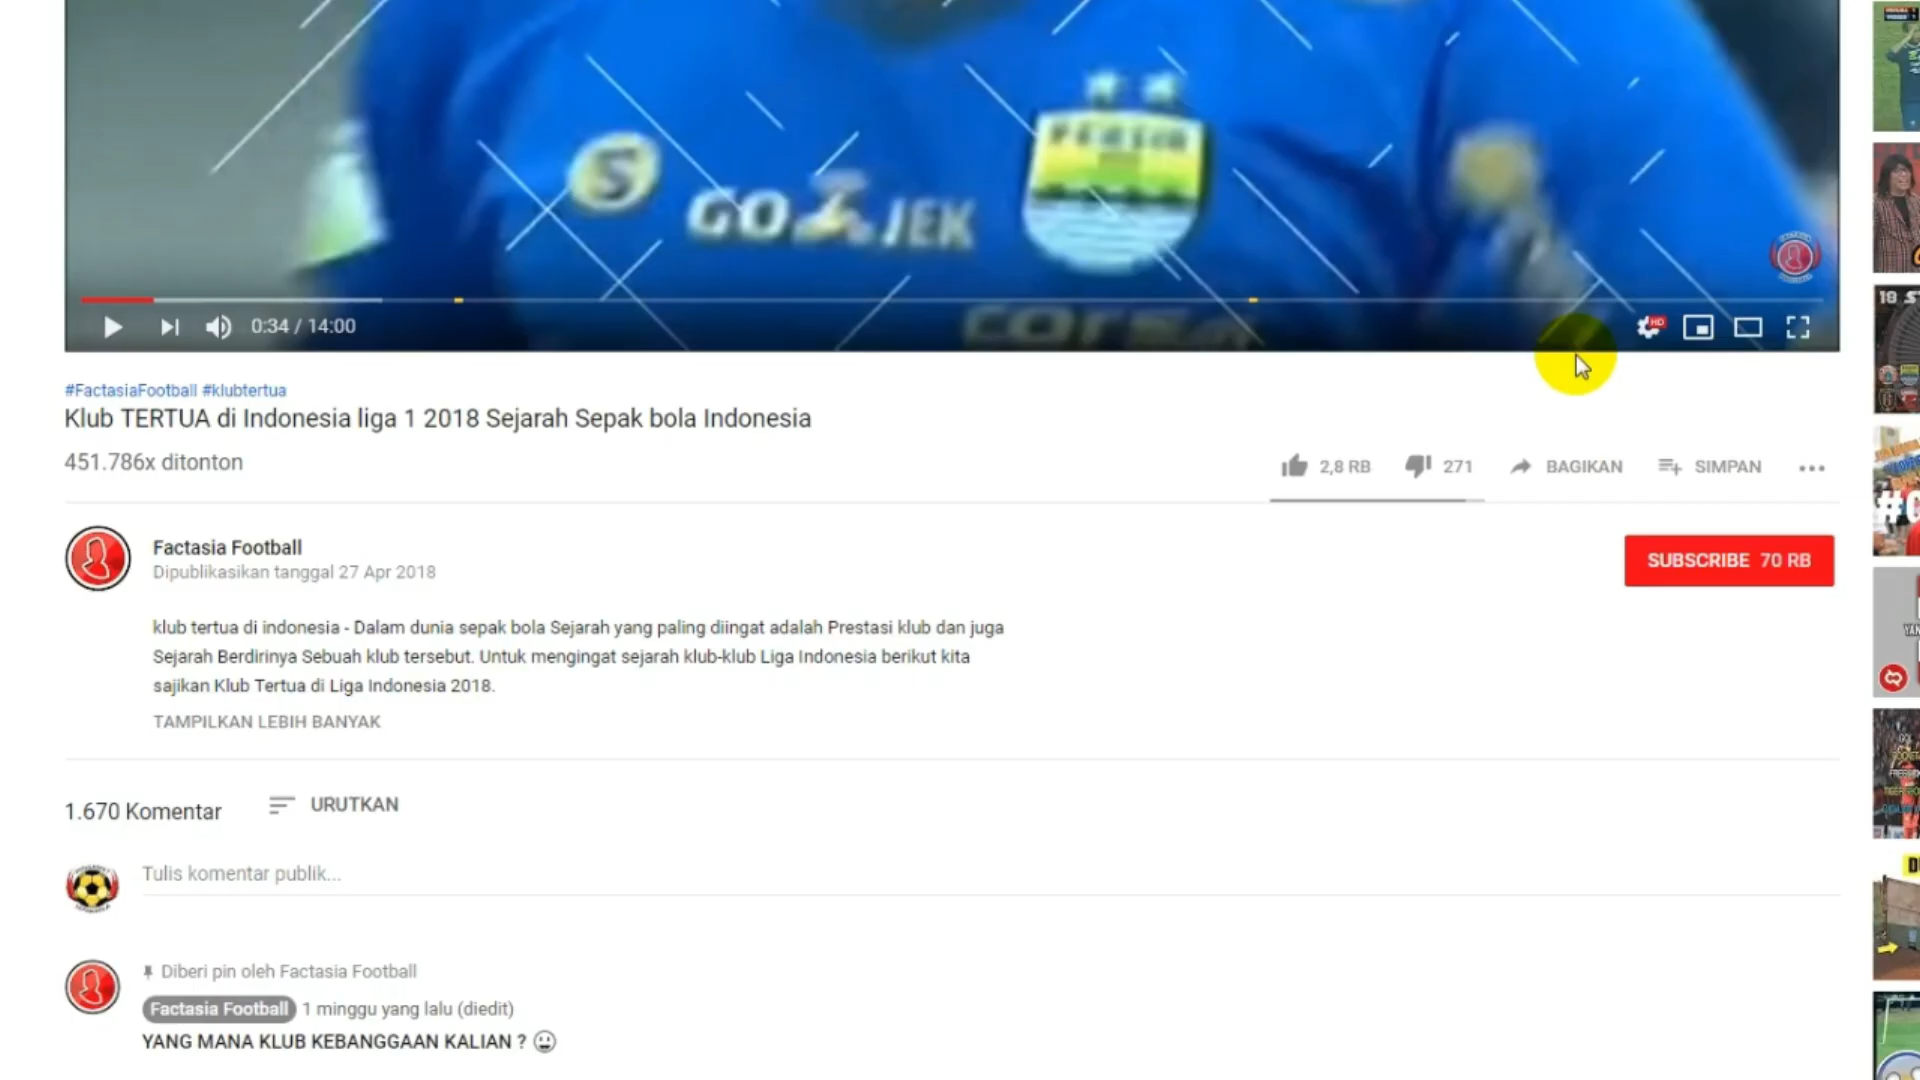 PERSIB
S
GO JEK
CORSA
0:34 / 14:00
HD
#FactasiaFootball #klubtertua
Klub TERTUA di Indonesia liga 1 2018 Sejarah Sepak bola Indonesia
451.786x ditonton
2,8 RB 271 BAGIKAN SIMPAN
Factasia Football
Dipublikasikan tanggal 27 Apr 2018
SUBSCRIBE 70 RB
klub tertua di indonesia - Dalam dunia sepak bola Sejarah yang paling diingat adalah Prestasi klub dan juga
Sejarah Berdirinya Sebuah klub tersebut. Untuk mengingat sejarah klub-klub Liga Indonesia berikut kita
sajikan Klub Tertua di Liga Indonesia 2018.
TAMPILKAN LEBIH BANYAK
1.670 Komentar URUTKAN
Tulis komentar publik...
Diberi pin oleh Factasia Football
Factasia Football 1 minggu yang lalu (diedit)
YANG MANA KLUB KEBANGGAAN KALIAN ?